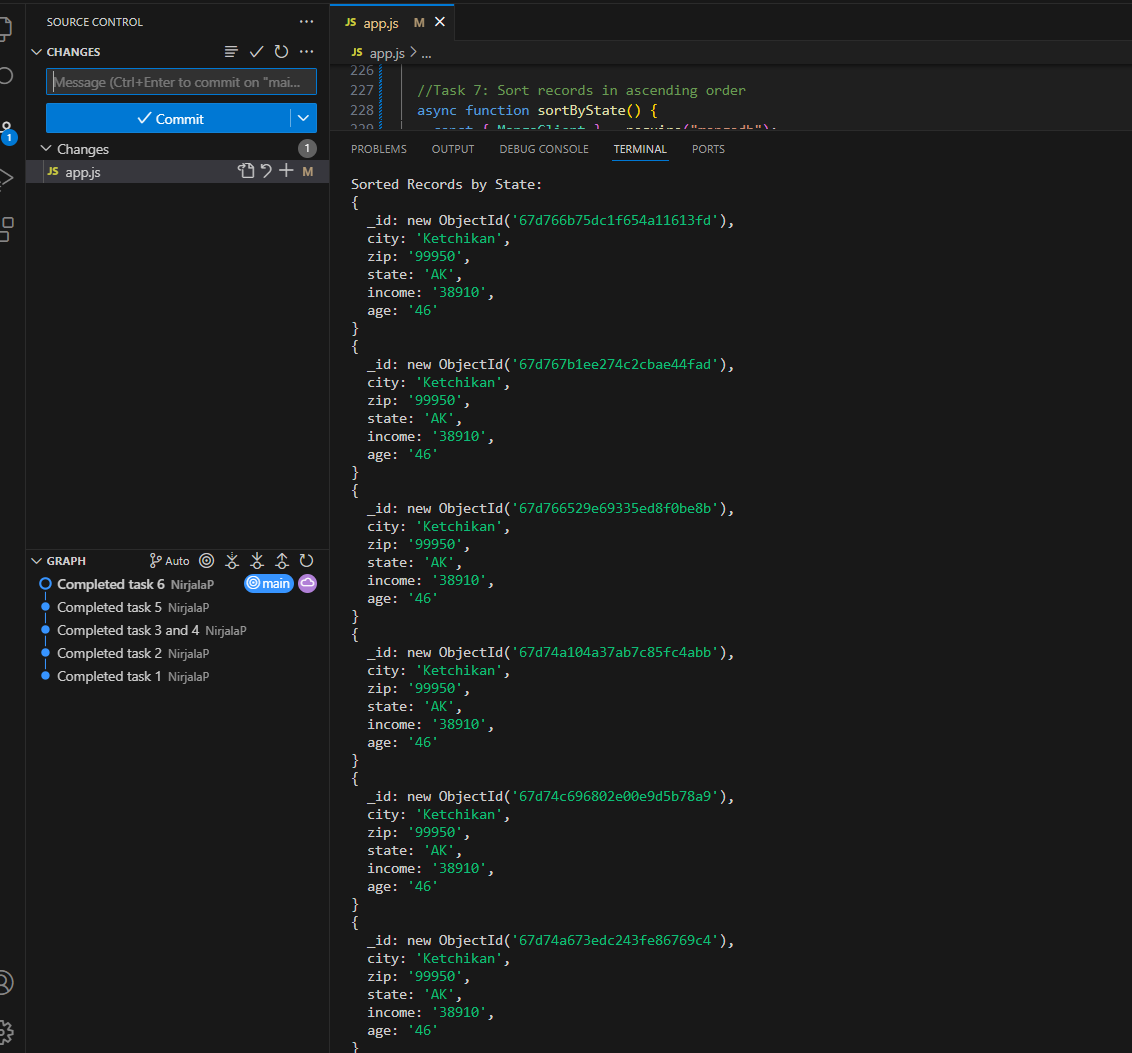 SOURCE CONTROL
CHANGES
Message (Ctrl+Enter to commit on "mai...
Commit
Changes 1
JS app.js M
1
GRAPH Auto
Completed task 6 NirjalaP main
Completed task 5 NirjalaP
Completed task 3 and 4 NirjalaP
Completed task 2 NirjalaP
Completed task 1 NirjalaP
JS app.js M
JS app.js > ...
226
227 //Task 7: Sort records in ascending order
228 async function sortByState() {
229 const { MongoClient } = require("mongodb");
PROBLEMS OUTPUT DEBUG CONSOLE TERMINAL PORTS
Sorted Records by State:
{
_id: new ObjectId('67d766b75dc1f654a11613fd'),
city: 'Ketchikan',
zip: '99950',
state: 'AK',
income: '38910',
age: '46'
}
{
_id: new ObjectId('67d767b1ee274c2cbae44fad'),
city: 'Ketchikan',
zip: '99950',
state: 'AK',
income: '38910',
age: '46'
}
{
_id: new ObjectId('67d766529e69335ed8f0be8b'),
city: 'Ketchikan',
zip: '99950',
state: 'AK',
income: '38910',
age: '46'
}
{
_id: new ObjectId('67d74a104a37ab7c85fc4abb'),
city: 'Ketchikan',
zip: '99950',
state: 'AK',
income: '38910',
age: '46'
}
{
_id: new ObjectId('67d74c696802e00e9d5b78a9'),
city: 'Ketchikan',
zip: '99950',
state: 'AK',
income: '38910',
age: '46'
}
{
_id: new ObjectId('67d74a673edc243fe86769c4'),
city: 'Ketchikan',
zip: '99950',
state: 'AK',
income: '38910',
age: '46'
}